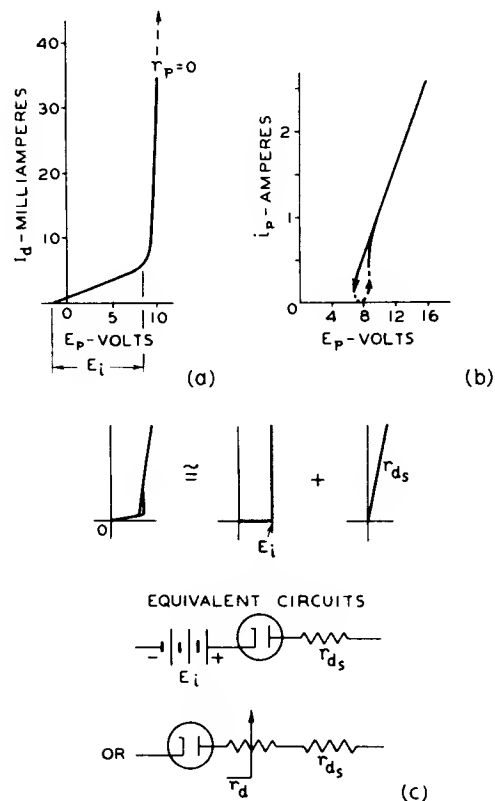 40
30
20
10
0
I_d-MILLIAMPERES
r_p=0
0 5 10
E_p-VOLTS
E_i
(a)
2
1
0
i_p-AMPERES
4 8 12 16
E_p-VOLTS
(b)
0
≅
E_i
+
r_ds
EQUIVALENT CIRCUITS
- +
E_i
r_ds
OR
r_d
r_ds
(c)